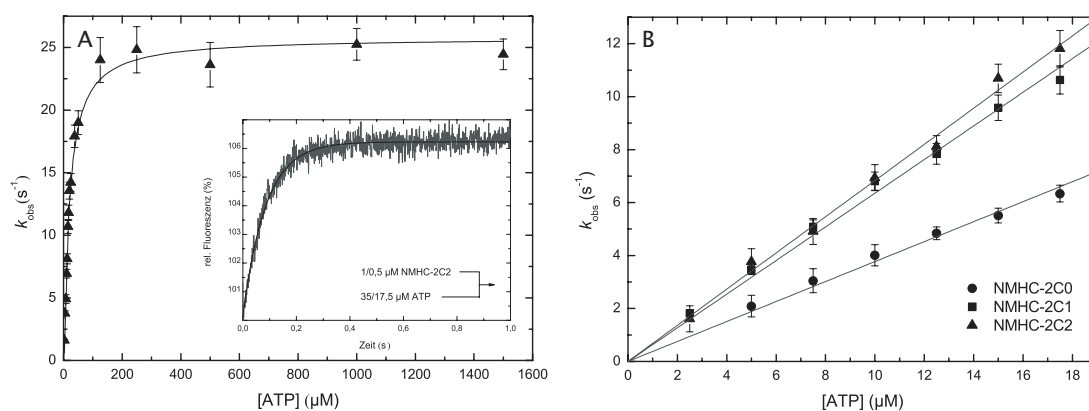 A
k_obs (s⁻¹)
30
25
20
15
10
5
0
0 200 400 600 800 1000 1200 1400 1600
[ATP] (µM)
rel. Fluoreszenz (%)
106
105
104
103
102
101
1/0,5 µM NMHC-2C2
35/17,5 µM ATP
0,0 0,2 0,4 0,6 0,8 1,0
Zeit (s)
B
k_obs (s⁻¹)
12
10
8
6
4
2
0
NMHC-2C0
NMHC-2C1
NMHC-2C2
0 2 4 6 8 10 12 14 16 18
[ATP] (µM)